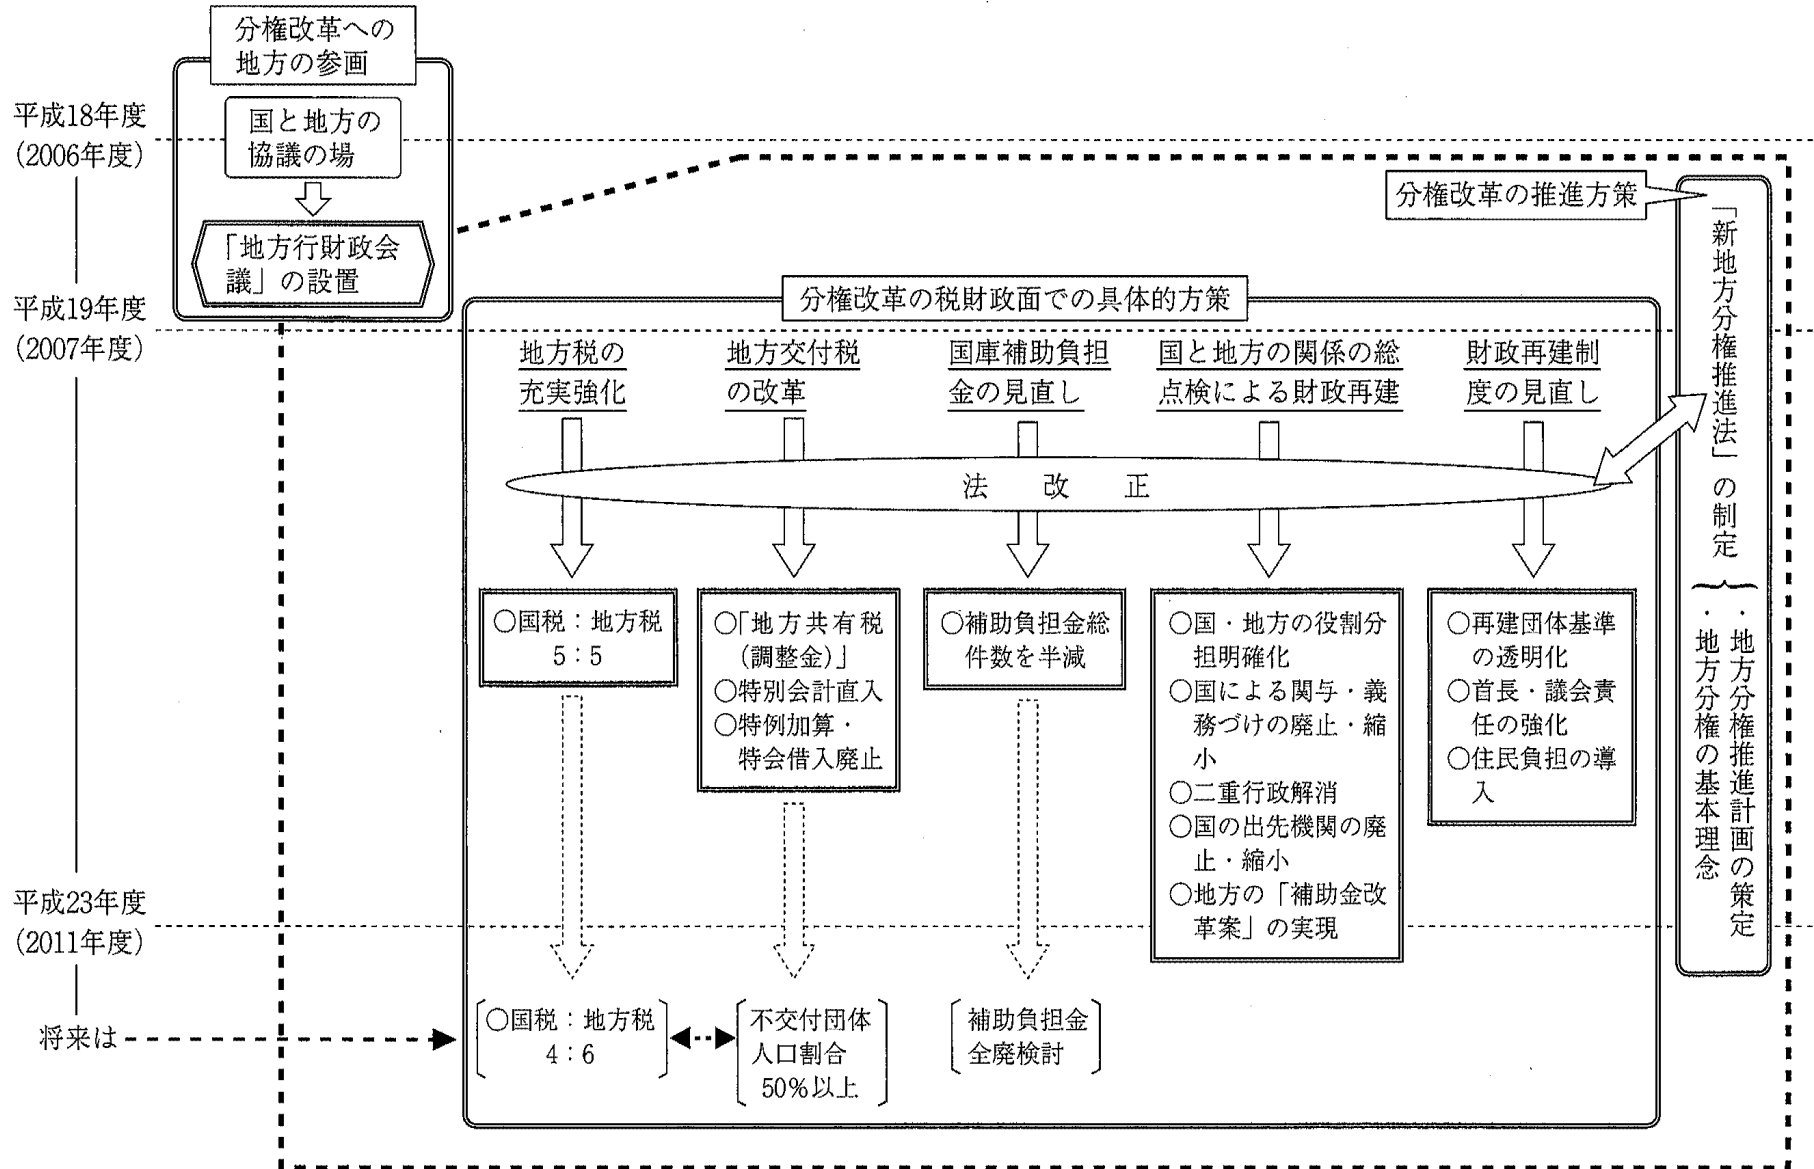 分権改革への
地方の参画
国と地方の
協議の場
「地方行財政会
議」の設置
平成18年度
(2006年度)
平成19年度
(2007年度)
平成23年度
(2011年度)
将来は
分権改革の推進方策
「新地方分権推進法」の制定
・地方分権推進計画の策定
・地方分権の基本理念
分権改革の税財政面での具体的方策
地方税の
充実強化
地方交付税
の改革
国庫補助負担
金の見直し
国と地方の関係の総
点検による財政再建
財政再建制
度の見直し
法 改 正
○国税:地方税
5:5
○「地方共有税
(調整金)」
○特別会計直入
○特例加算・
特会借入廃止
○補助負担金総
件数を半減
○国・地方の役割分
担明確化
○国による関与・義
務づけの廃止・縮
小
○二重行政解消
○国の出先機関の廃
止・縮小
○地方の「補助金改
革案」の実現
○再建団体基準
の透明化
○首長・議会責
任の強化
○住民負担の導
入
○国税:地方税
4:6
不交付団体
人口割合
50%以上
補助負担金
全廃検討